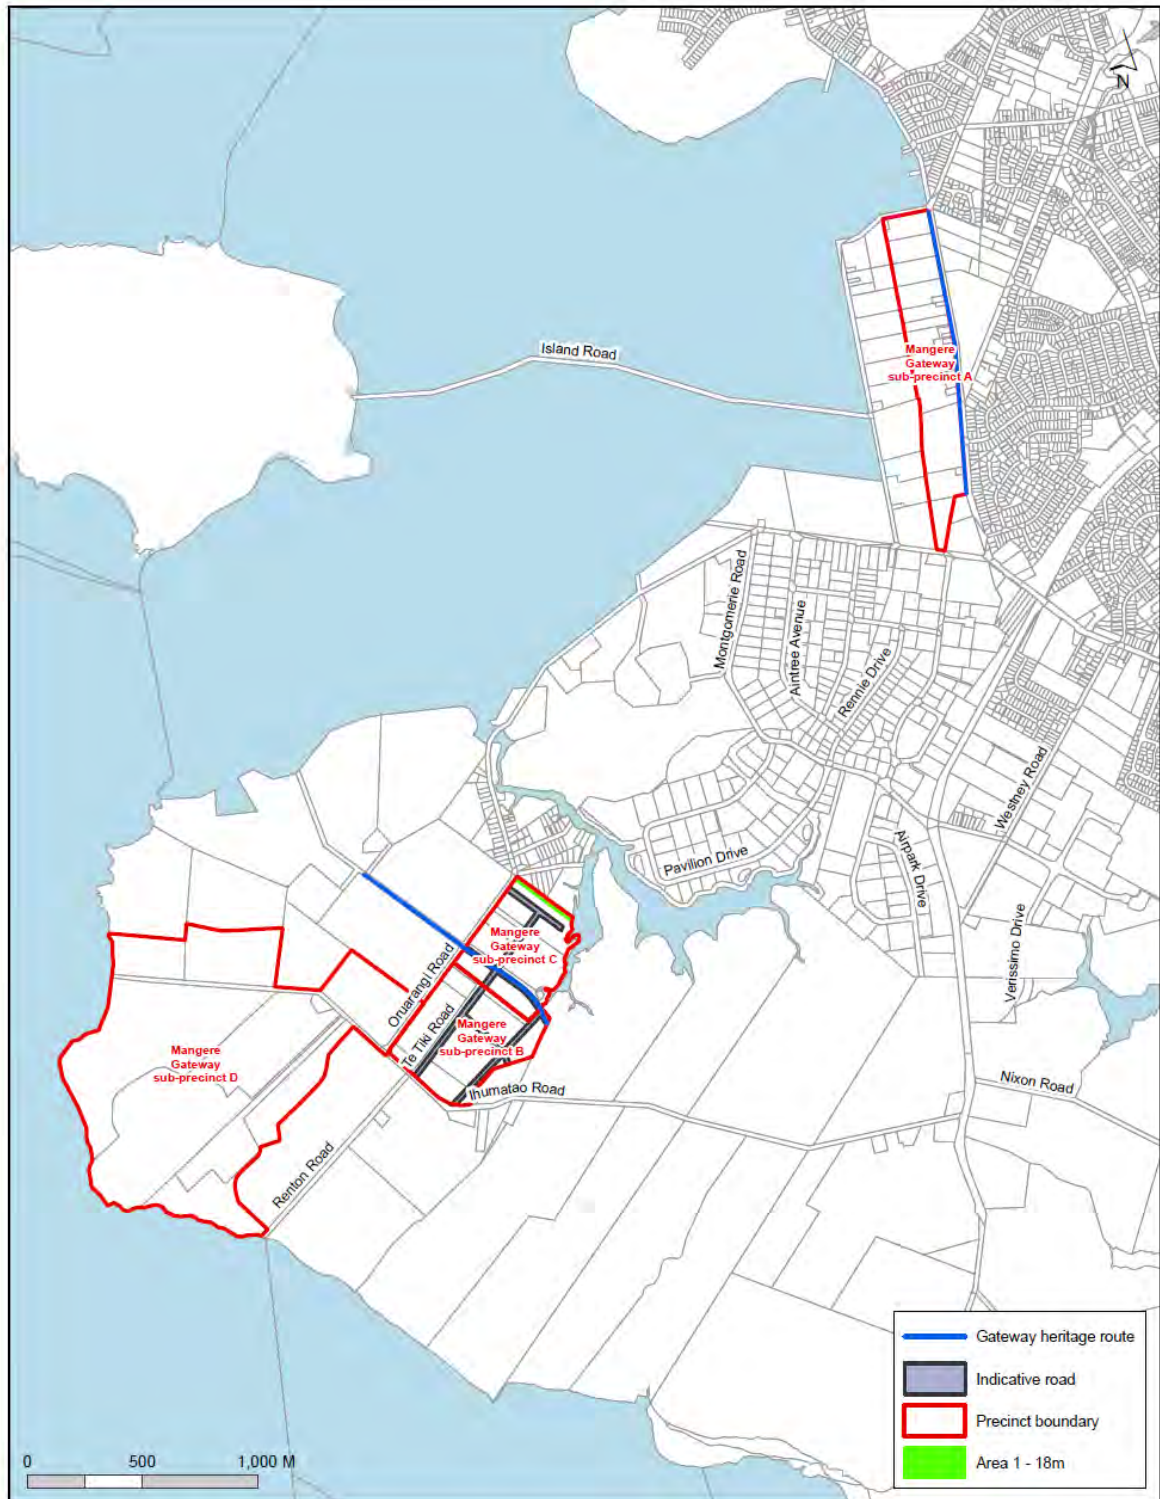 N
Island Road
Mangere
Gateway
sub-precinct A
Montgomerie Road
Aintree Avenue
Rennie Drive
Westney Road
Pavilion Drive
Airpark Drive
Verissimo Drive
Mangere
Gateway
sub-precinct C
Oruarangi Road
Te Tiki Road
Mangere
Gateway
sub-precinct B
Mangere
Gateway
sub-precinct D
Ihumatao Road
Nixon Road
Renton Road
Gateway heritage route
Indicative road
Precinct boundary
Area 1 - 18m
0 500 1,000 M